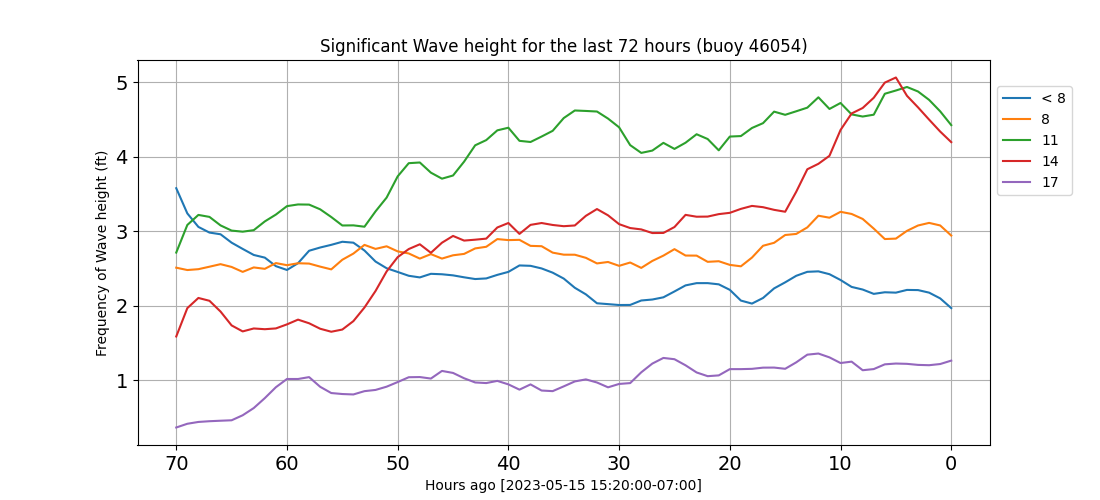 Significant Wave height for the last 72 hours (buoy 46054)
Frequency of Wave height (ft)
5
4
3
2
1
70 60 50 40 30 20 10 0
Hours ago [2023-05-15 15:20:00-07:00]
< 8
8
11
14
17